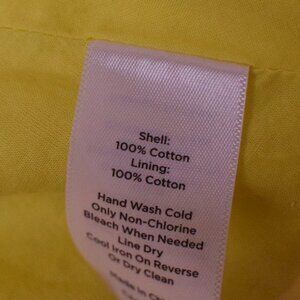 Shell:
100% Cotton
Lining:
100% Cotton
Hand Wash Cold
Only Non-Chlorine
Bleach When Needed
Line Dry
Cool Iron On Reverse
Or Dry Clean
Made in